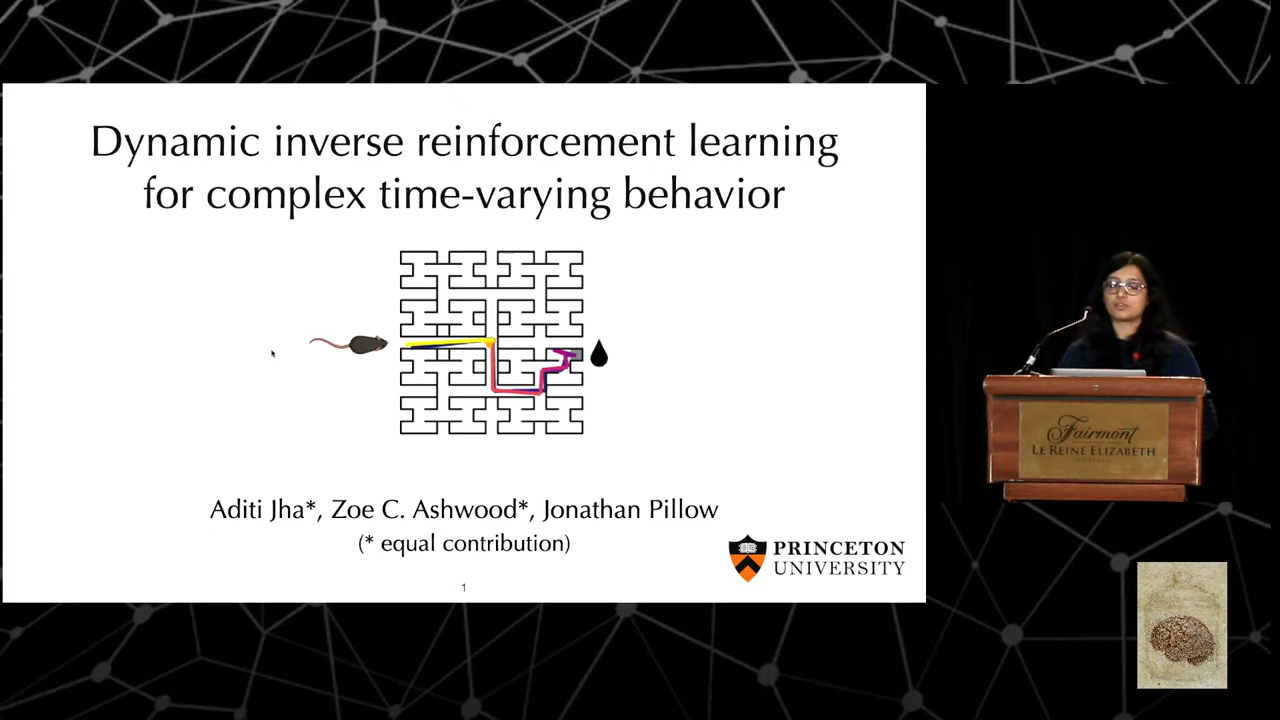 Dynamic inverse reinforcement learning
for complex time-varying behavior
Aditi Jha*, Zoe C. Ashwood*, Jonathan Pillow
(* equal contribution)
PRINCETON
UNIVERSITY
1
Fairmont
LE REINE ELIZABETH